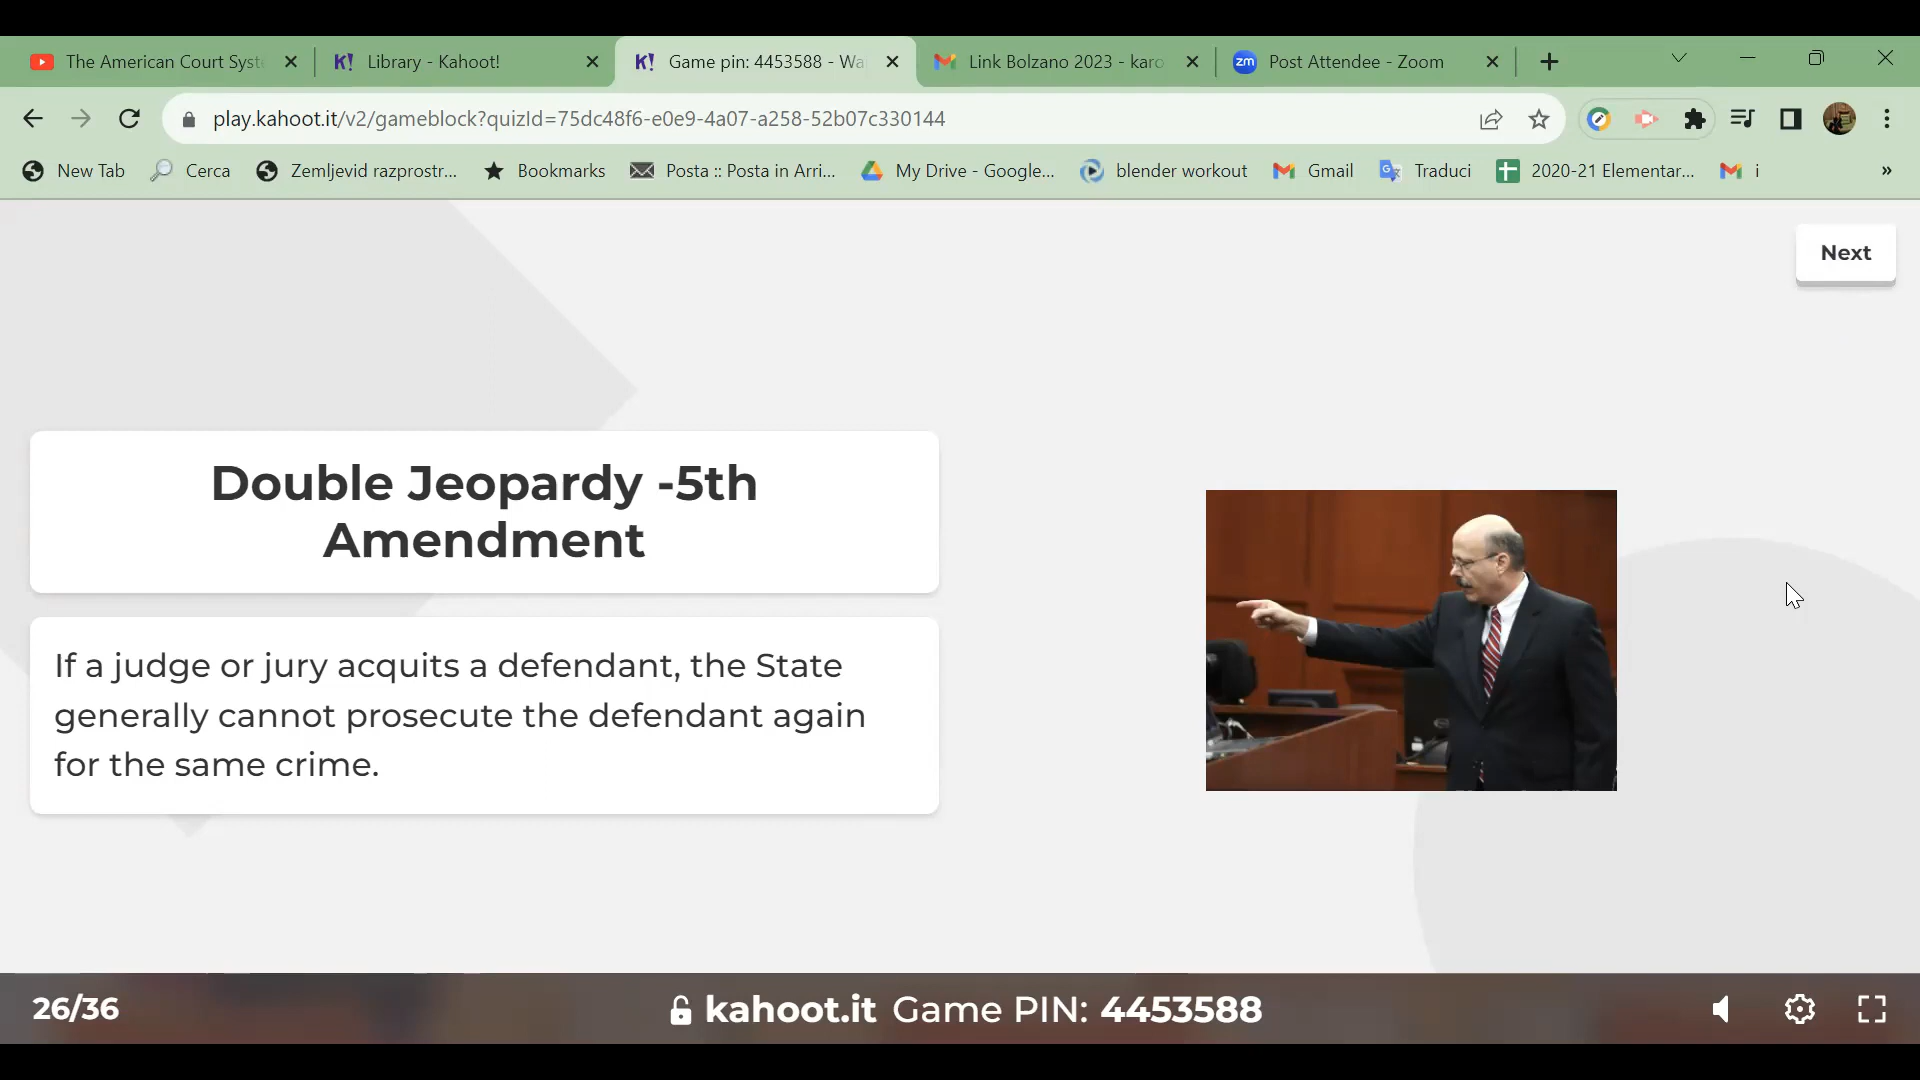 The American Court Syst
Library - Kahoot!
Game pin: 4453588 - Wa
Link Bolzano 2023 - karo
zm
Post Attendee - Zoom
play.kahoot.it/v2/gameblock?quizId=75dc48f6-e0e9-4a07-a258-52b07c330144
New Tab
Cerca
Zemljevid razprostr...
Bookmarks
Posta :: Posta in Arri...
My Drive - Google...
blender workout
Gmail
Traduci
2020-21 Elementar...
i
»
Next
Double Jeopardy -5th
Amendment
If a judge or jury acquits a defendant, the State
generally cannot prosecute the defendant again
for the same crime.
26/36
kahoot.it Game PIN: 4453588